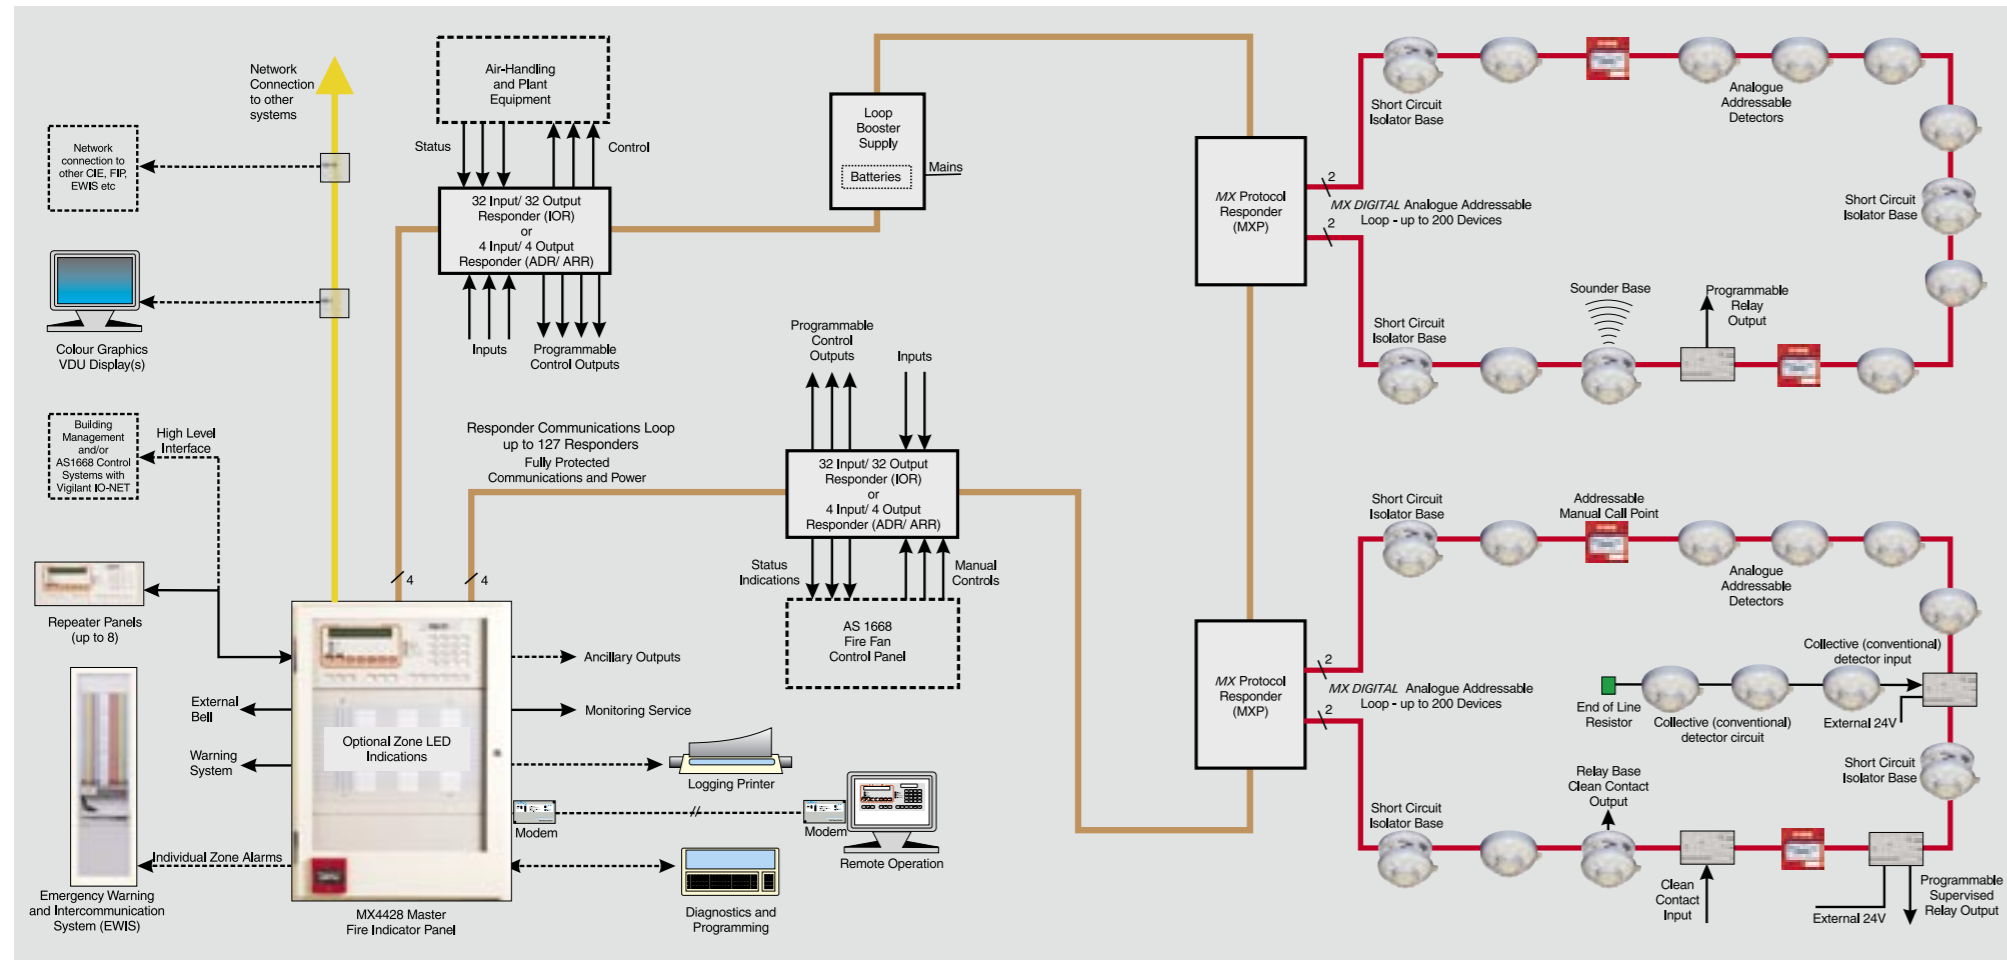 Network
Connection
to other
systems
Network
connection to
other CIE, FIP,
EWIS etc
Colour Graphics
VDU Display(s)
Building
Management
and/or
AS1668 Control
Systems with
Vigilant IO-NET
High Level
Interface
Repeater Panels
(up to 8)
External
Bell
Warning
System
Individual Zone Alarms
Emergency Warning
and Intercommunication
System (EWIS)
Air-Handling
and Plant
Equipment
Status
Control
32 Input/ 32 Output
Responder (IOR)
or
4 Input/ 4 Output
Responder (ADR/ ARR)
Inputs
Programmable
Control Outputs
Loop
Booster
Supply
Batteries
Mains
Responder Communications Loop
up to 127 Responders
Fully Protected
Communications and Power
4
4
Programmable
Control
Outputs
Inputs
32 Input/ 32 Output
Responder (IOR)
or
4 Input/ 4 Output
Responder (ADR/ ARR)
Status
Indications
Manual
Controls
AS 1668
Fire Fan
Control Panel
Optional Zone LED
Indications
MX4428 Master
Fire Indicator Panel
Ancillary Outputs
Monitoring Service
Logging Printer
Modem
Modem
Remote Operation
Diagnostics and
Programming
MX Protocol
Responder
(MXP)
2
MX DIGITAL Analogue Addressable
Loop - up to 200 Devices
2
Short Circuit
Isolator Base
Analogue
Addressable
Detectors
Short Circuit
Isolator Base
Short Circuit
Isolator Base
Sounder Base
Programmable
Relay
Output
MX Protocol
Responder
(MXP)
2
MX DIGITAL Analogue Addressable
Loop - up to 200 Devices
2
Short Circuit
Isolator Base
Addressable
Manual Call Point
Analogue
Addressable
Detectors
Collective (conventional)
detector input
End of Line
Resistor
Collective (conventional)
detector circuit
External 24V
Short Circuit
Isolator Base
Relay Base
Clean Contact
Output
Short Circuit
Isolator Base
Clean
Contact
Input
External 24V
Programmable
Supervised
Relay Output